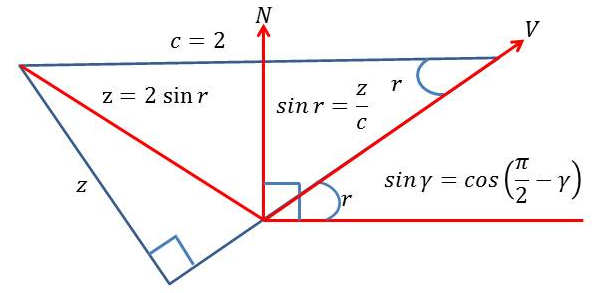 N
V
c = 2
z = 2 sin r
sin r = z/c
r
z
r
sin γ = cos(π/2 − γ)